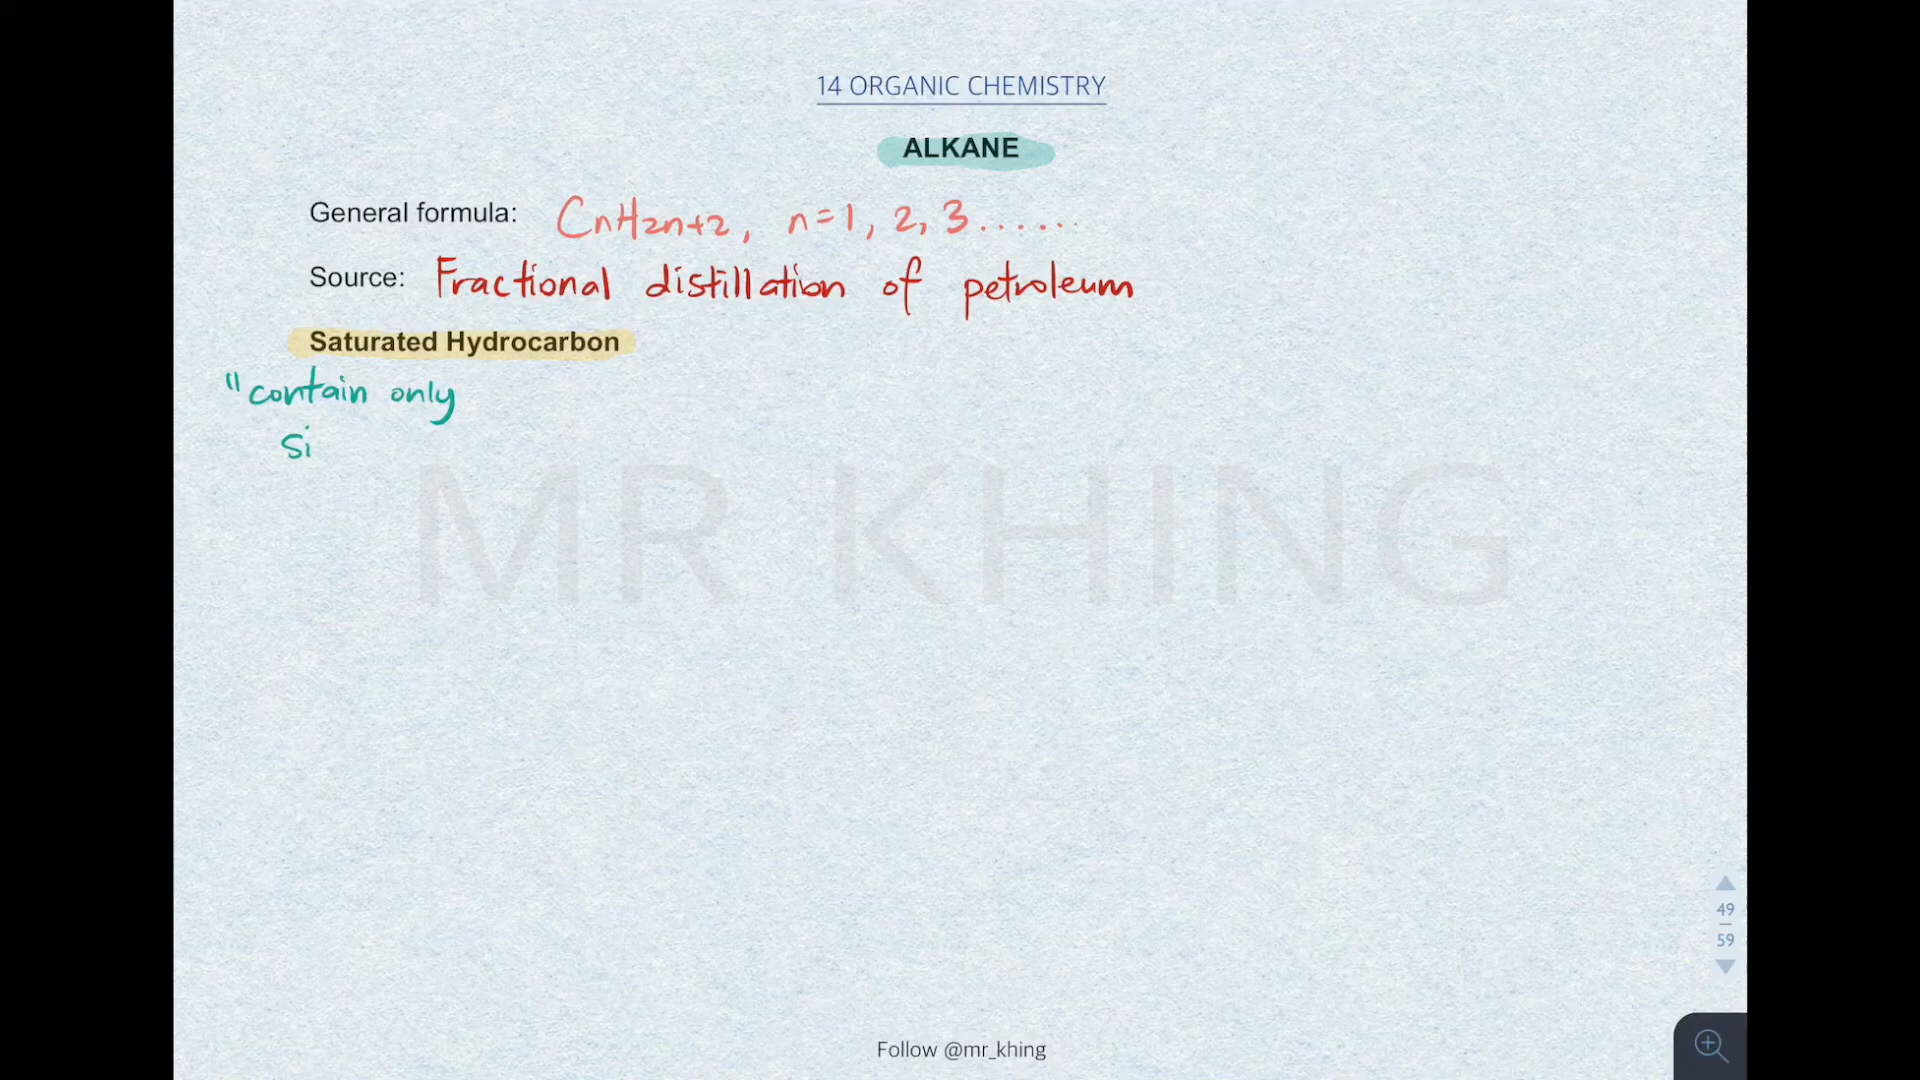 14 ORGANIC CHEMISTRY
ALKANE
General formula: CnH2n+2, n=1, 2, 3......
Source: Fractional distillation of petroleum
Saturated Hydrocarbon
"contain only
si
MR KHING
49
59
Follow @mr_khing